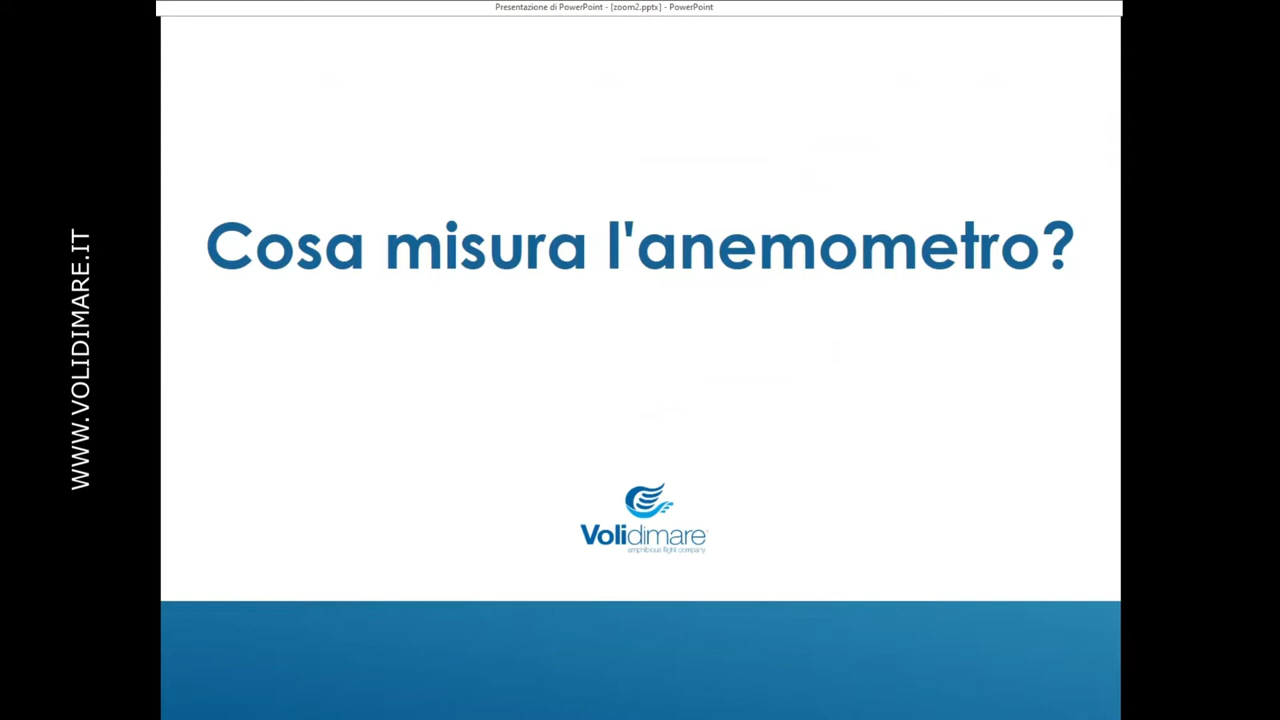 Presentazione di PowerPoint - [zoom2.pptx] - PowerPoint
WWW.VOLIDIMARE.IT
Cosa misura l'anemometro?
Volidimare
amphibious flight company